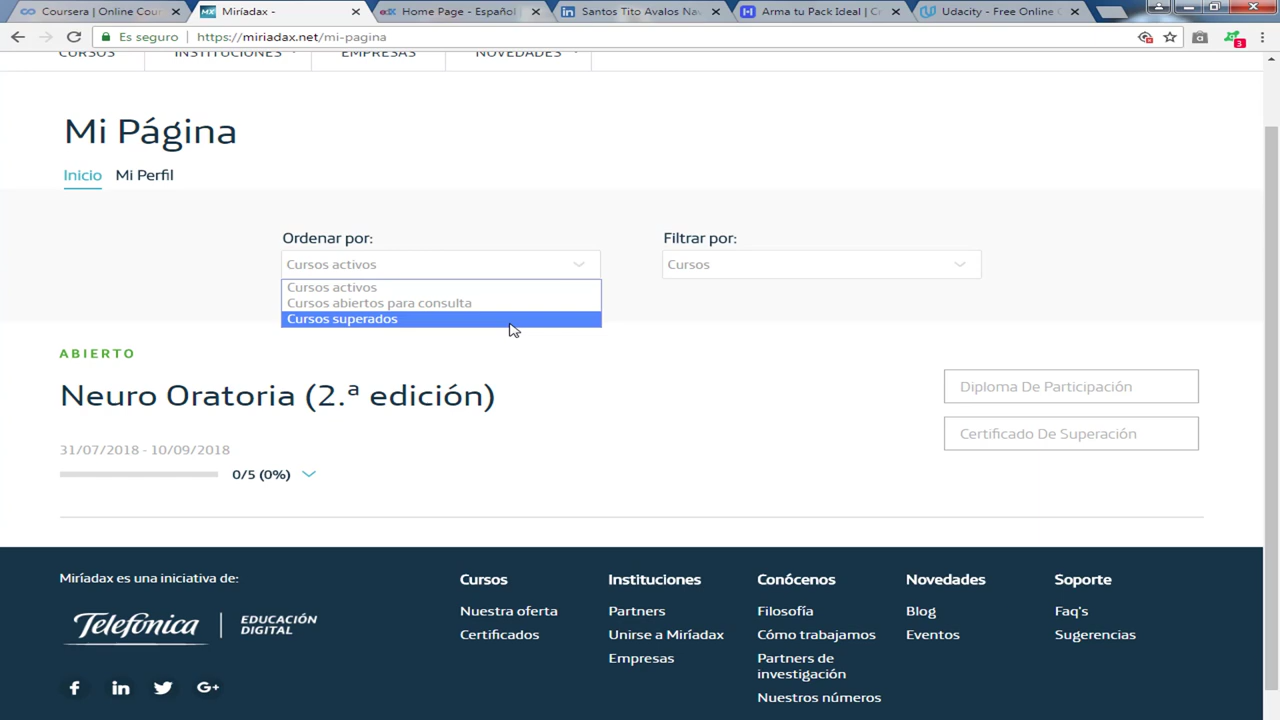 Coursera | Online Cour
Miríadax -
edX Home Page - Español
Santos Tito Avalos Nav
Arma tu Pack Ideal | Cr
Udacity - Free Online C
Es seguro https://miriadax.net/mi-pagina
3
CURSOS INSTITUCIONES EMPRESAS NOVEDADES
Mi Página
Inicio Mi Perfil
Ordenar por: Filtrar por:
Cursos activos Cursos
Cursos activos
Cursos abiertos para consulta
Cursos superados
ABIERTO
Neuro Oratoria (2.ª edición)
Diploma De Participación
Certificado De Superación
31/07/2018 - 10/09/2018
0/5 (0%)
Miríadax es una iniciativa de:
Telefónica | EDUCACIÓN
DIGITAL
Cursos
Nuestra oferta
Certificados
Instituciones
Partners
Unirse a Miríadax
Empresas
Conócenos
Filosofía
Cómo trabajamos
Partners de
investigación
Nuestros números
Novedades
Blog
Eventos
Soporte
Faq's
Sugerencias